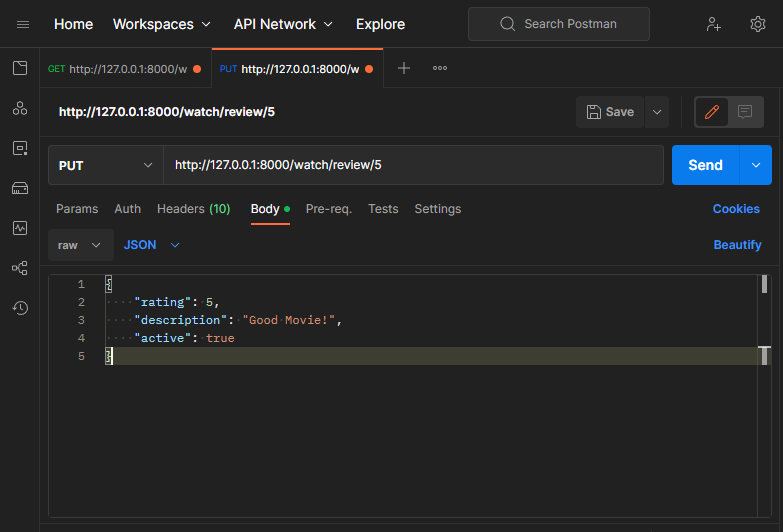 Home Workspaces API Network Explore Search Postman
GET http://127.0.0.1:8000/w PUT http://127.0.0.1:8000/w
http://127.0.0.1:8000/watch/review/5 Save
PUT http://127.0.0.1:8000/watch/review/5 Send
Params Auth Headers (10) Body Pre-req. Tests Settings Cookies
raw JSON Beautify
1 {
2 "rating": 5,
3 "description": "Good Movie!",
4 "active": true
5 }